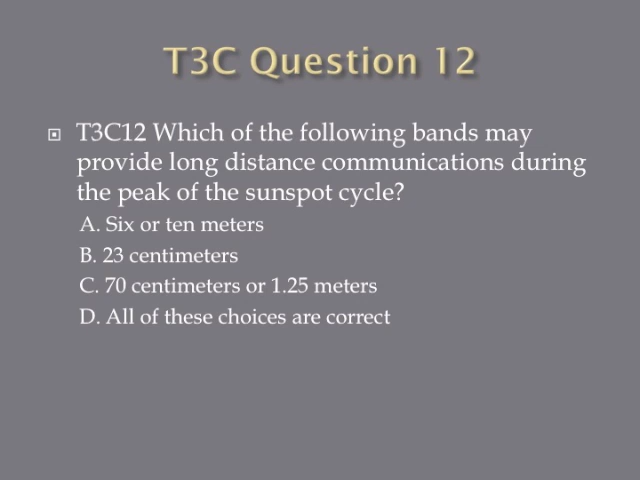 T3C Question 12
T3C12 Which of the following bands may
provide long distance communications during
the peak of the sunspot cycle?
A. Six or ten meters
B. 23 centimeters
C. 70 centimeters or 1.25 meters
D. All of these choices are correct